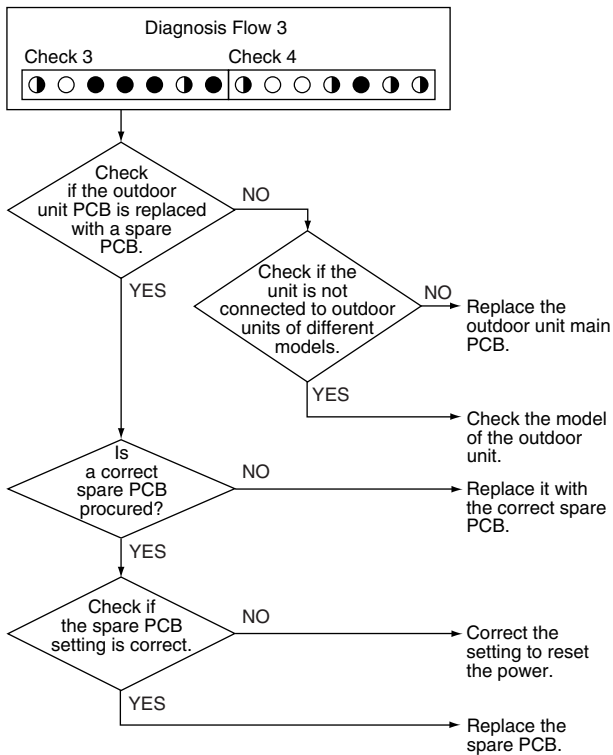 Diagnosis Flow 3
Check 3
Check 4
Check
if the outdoor
unit PCB is replaced
with a spare
PCB.
NO
YES
Check if the
unit is not
connected to outdoor
units of different
models.
NO
Replace the
outdoor unit main
PCB.
YES
Check the model
of the outdoor
unit.
Is
a correct
spare PCB
procured?
NO
Replace it with
the correct spare
PCB.
YES
Check if
the spare PCB
setting is correct.
NO
Correct the
setting to reset
the power.
YES
Replace the
spare PCB.